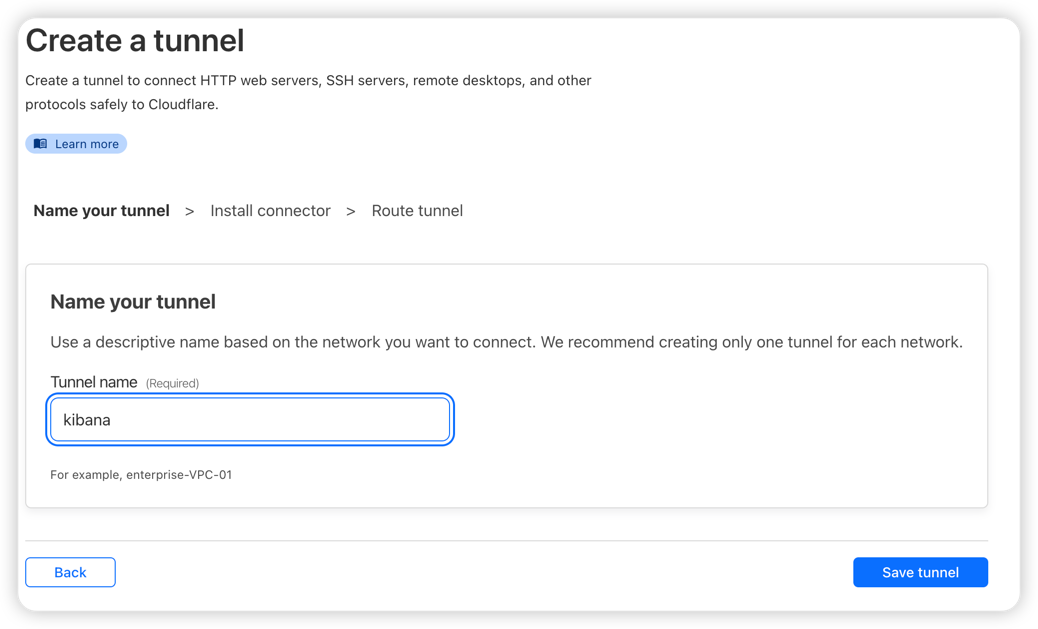 Create a tunnel
Create a tunnel to connect HTTP web servers, SSH servers, remote desktops, and other
protocols safely to Cloudflare.
Learn more
Name your tunnel > Install connector > Route tunnel
Name your tunnel
Use a descriptive name based on the network you want to connect. We recommend creating only one tunnel for each network.
Tunnel name (Required)
kibana
For example, enterprise-VPC-01
Back Save tunnel